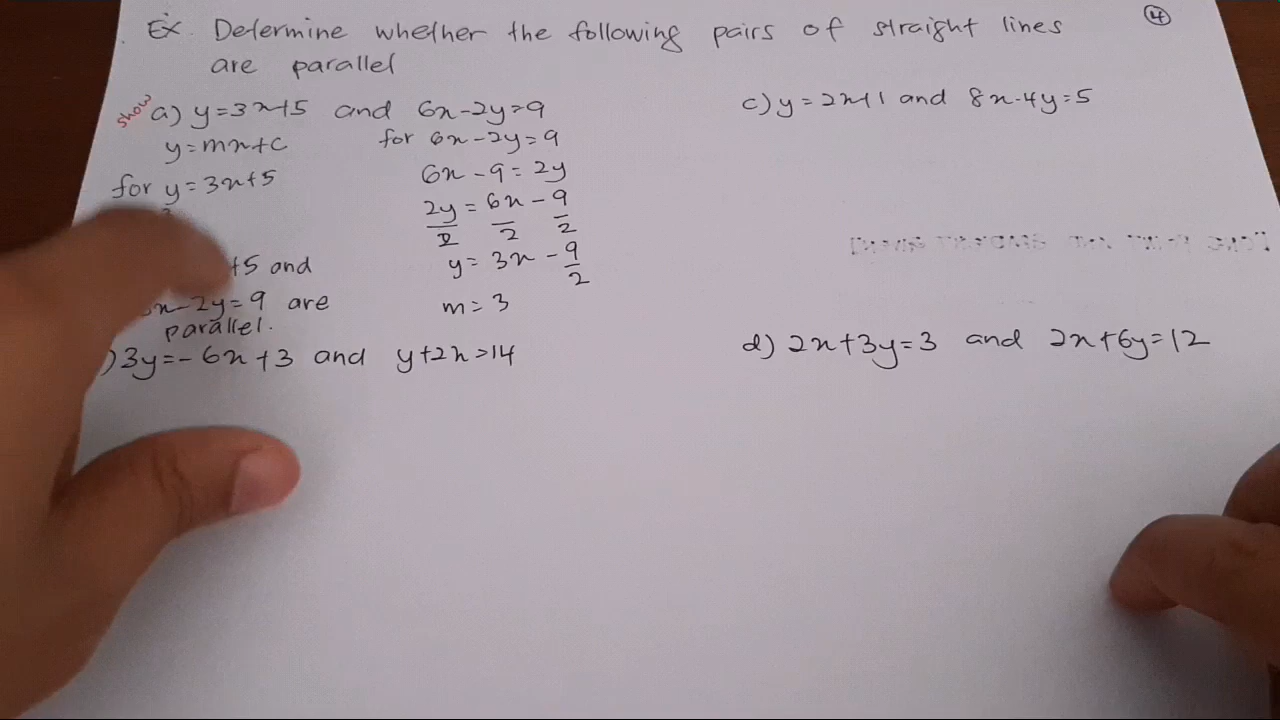 Ex. Determine whether the following pairs of straight lines
are parallel
④
show
a) y=3x+5 and 6x-2y=9
y=mx+c
for y=3x+5
+5 and
x-2y=9 are
parallel.
for 6x-2y=9
6x-9=2y
2y/2 = 6x/2 - 9/2
y=3x-9/2
m=3
)3y=-6x+3 and y+2x=14
c) y=2x+1 and 8x-4y=5
d) 2x+3y=3 and 2x+6y=12